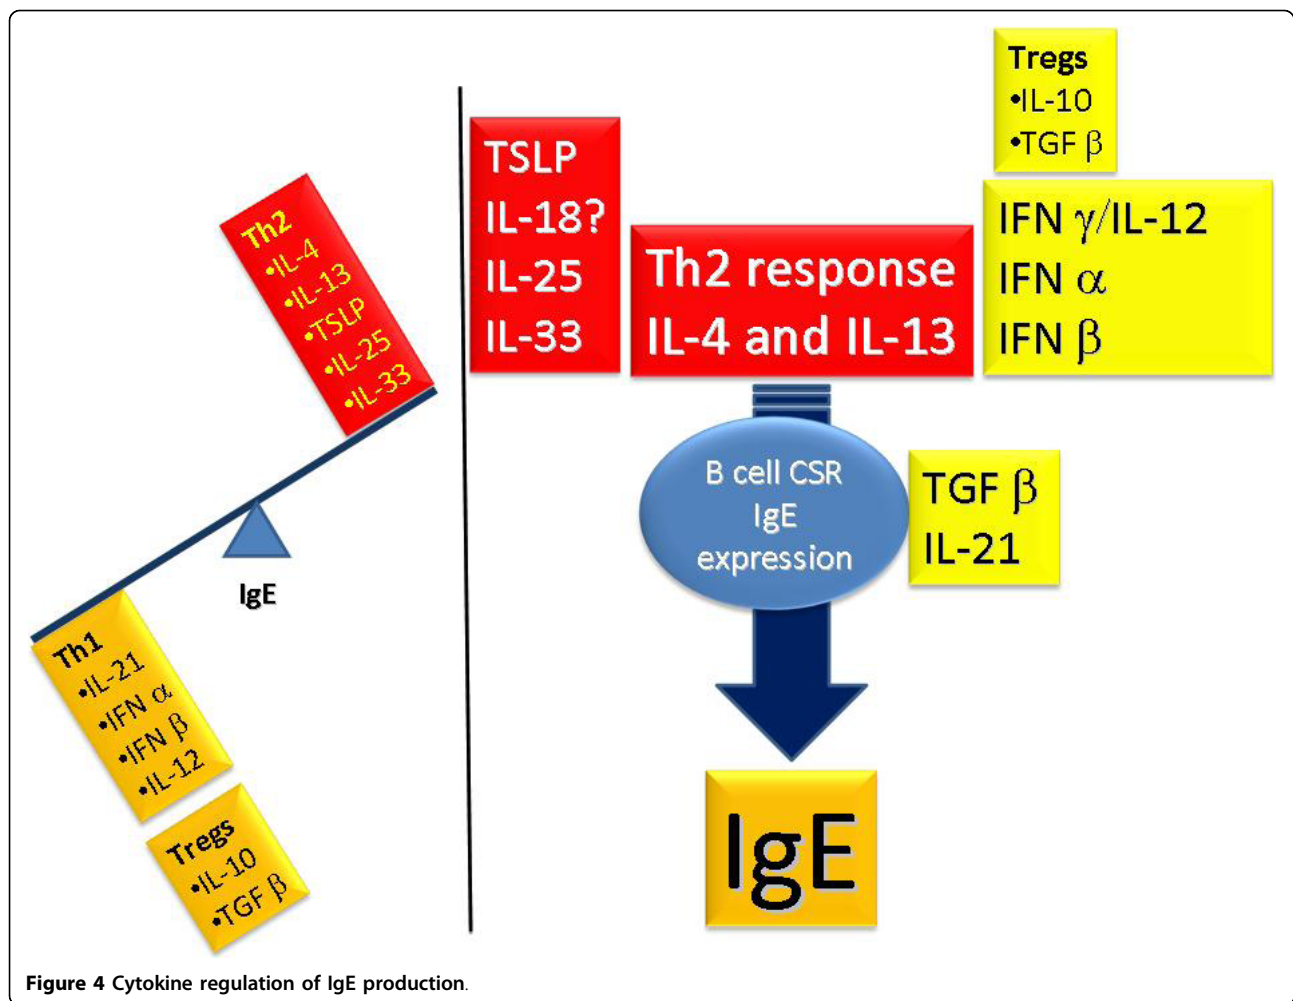 Th2
•IL-4
•IL-13
•TSLP
•IL-25
•IL-33
IgE
Th1
•IL-21
•IFN α
•IFN β
•IL-12
Tregs
•IL-10
•TGF β
TSLP
IL-18?
IL-25
IL-33
Th2 response
IL-4 and IL-13
Tregs
•IL-10
•TGF β
IFN γ/IL-12
IFN α
IFN β
B cell CSR
IgE
expression
TGF β
IL-21
IgE
Figure 4 Cytokine regulation of IgE production.